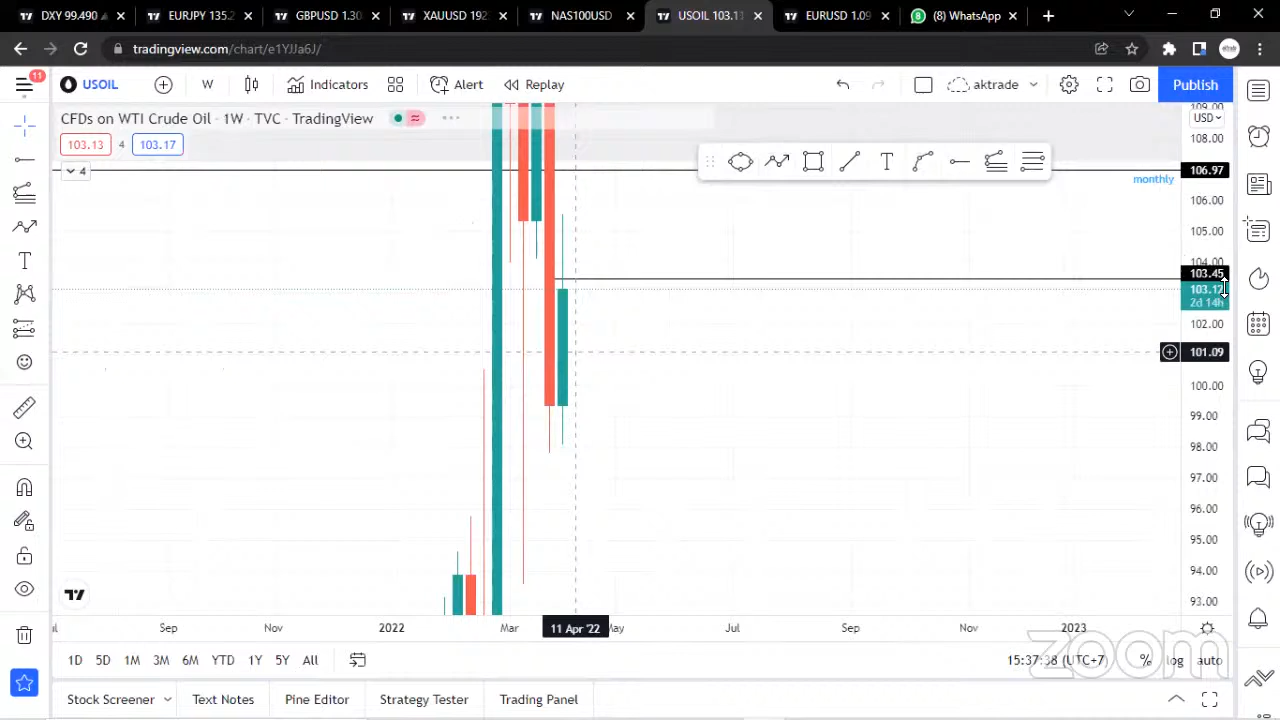 DXY 99.490
EURJPY 135.2
GBPUSD 1.30
XAUUSD 192
NAS100USD
USOIL 103.1
EURUSD 1.09
(8) WhatsApp
tradingview.com/chart/e1YJJa6J/
11
USOIL
W
Indicators
Alert
Replay
aktrade
Publish
CFDs on WTI Crude Oil · 1W · TVC · TradingView
103.13
4
103.17
4
USD
108.00
106.97
monthly
106.00
105.00
104.00
103.45
103.17
2d 14h
102.00
101.09
100.00
99.00
98.00
97.00
96.00
95.00
94.00
93.00
Sep
Nov
2022
Mar
11 Apr '22
May
Jul
Sep
Nov
2023
1D
5D
1M
3M
6M
YTD
1Y
5Y
All
15:37:38 (UTC+7)
%
log
auto
zoom
Stock Screener
Text Notes
Pine Editor
Strategy Tester
Trading Panel